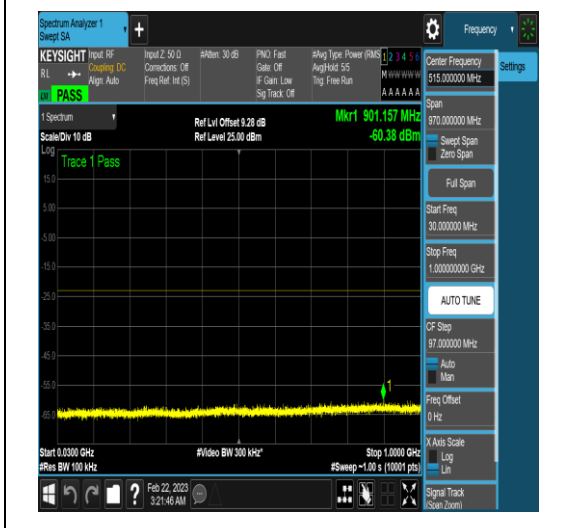 Spectrum Analyzer 1
Swept SA
+
Frequency
KEYSIGHT
Input: RF
Coupling: DC
Align: Auto
Input Z: 50 Ω
Corrections: Off
Freq Ref: Int (S)
#Atten: 30 dB
PNO: Fast
Gate: Off
IF Gain: Low
Sig Track: Off
#Avg Type: Power (RMS
Avg|Hold: 5/5
Trig: Free Run
1 2 3 4 5 6
M W W W W W
A A A A A A
RL
PASS
Center Frequency
515.000000 MHz
Settings
Span
970.000000 MHz
Swept Span
Zero Span
Full Span
Start Freq
30.000000 MHz
Stop Freq
1.000000000 GHz
AUTO TUNE
CF Step
97.000000 MHz
Auto
Man
Freq Offset
0 Hz
X Axis Scale
Log
Lin
Signal Track
(Span Zoom)
1 Spectrum
Scale/Div 10 dB
Log
Ref Lvl Offset 9.28 dB
Ref Level 25.00 dBm
Mkr1 901.157 MHz
-60.38 dBm
Trace 1 Pass
15.0
5.00
-5.00
-15.0
-25.0
-35.0
-45.0
-55.0
-65.0
1
Start 0.0300 GHz
#Res BW 100 kHz
#Video BW 300 kHz*
Stop 1.0000 GHz
#Sweep ~1.00 s (10001 pts)
?
Feb 22, 2023
3:21:46 AM